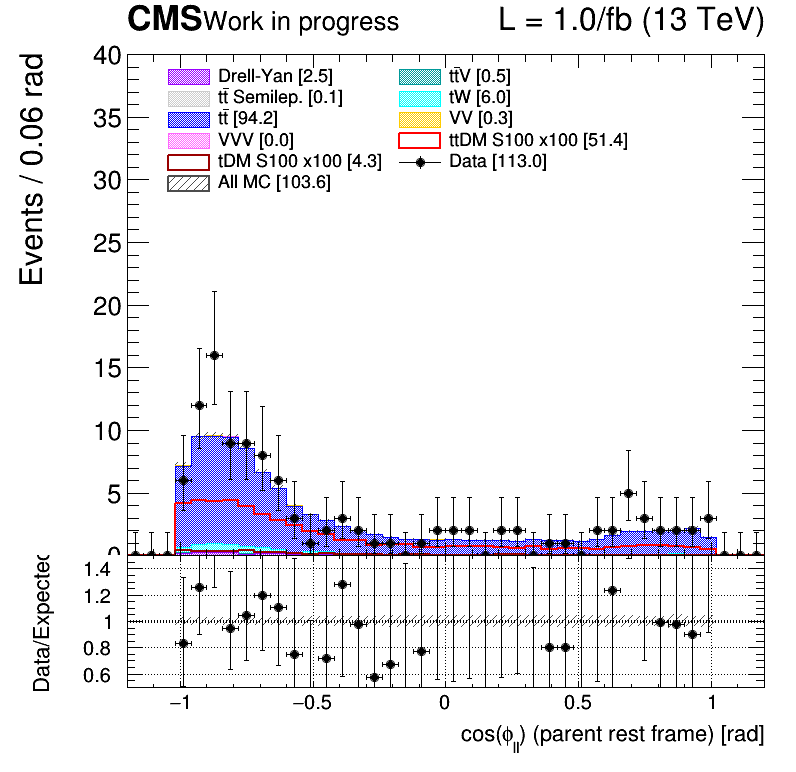 CMS Work in progress L = 1.0/fb (13 TeV)
Events / 0.06 rad
40
35
30
25
20
15
10
5
0
Drell-Yan [2.5]
tt̄ Semilep. [0.1]
tt̄ [94.2]
VVV [0.0]
tDM S100 x100 [4.3]
All MC [103.6]
tt̄V [0.5]
tW [6.0]
VV [0.3]
ttDM S100 x100 [51.4]
Data [113.0]
Data/Expected
1.4
1.2
1
0.8
0.6
−1 −0.5 0 0.5 1
cos(ϕ_ll) (parent rest frame) [rad]